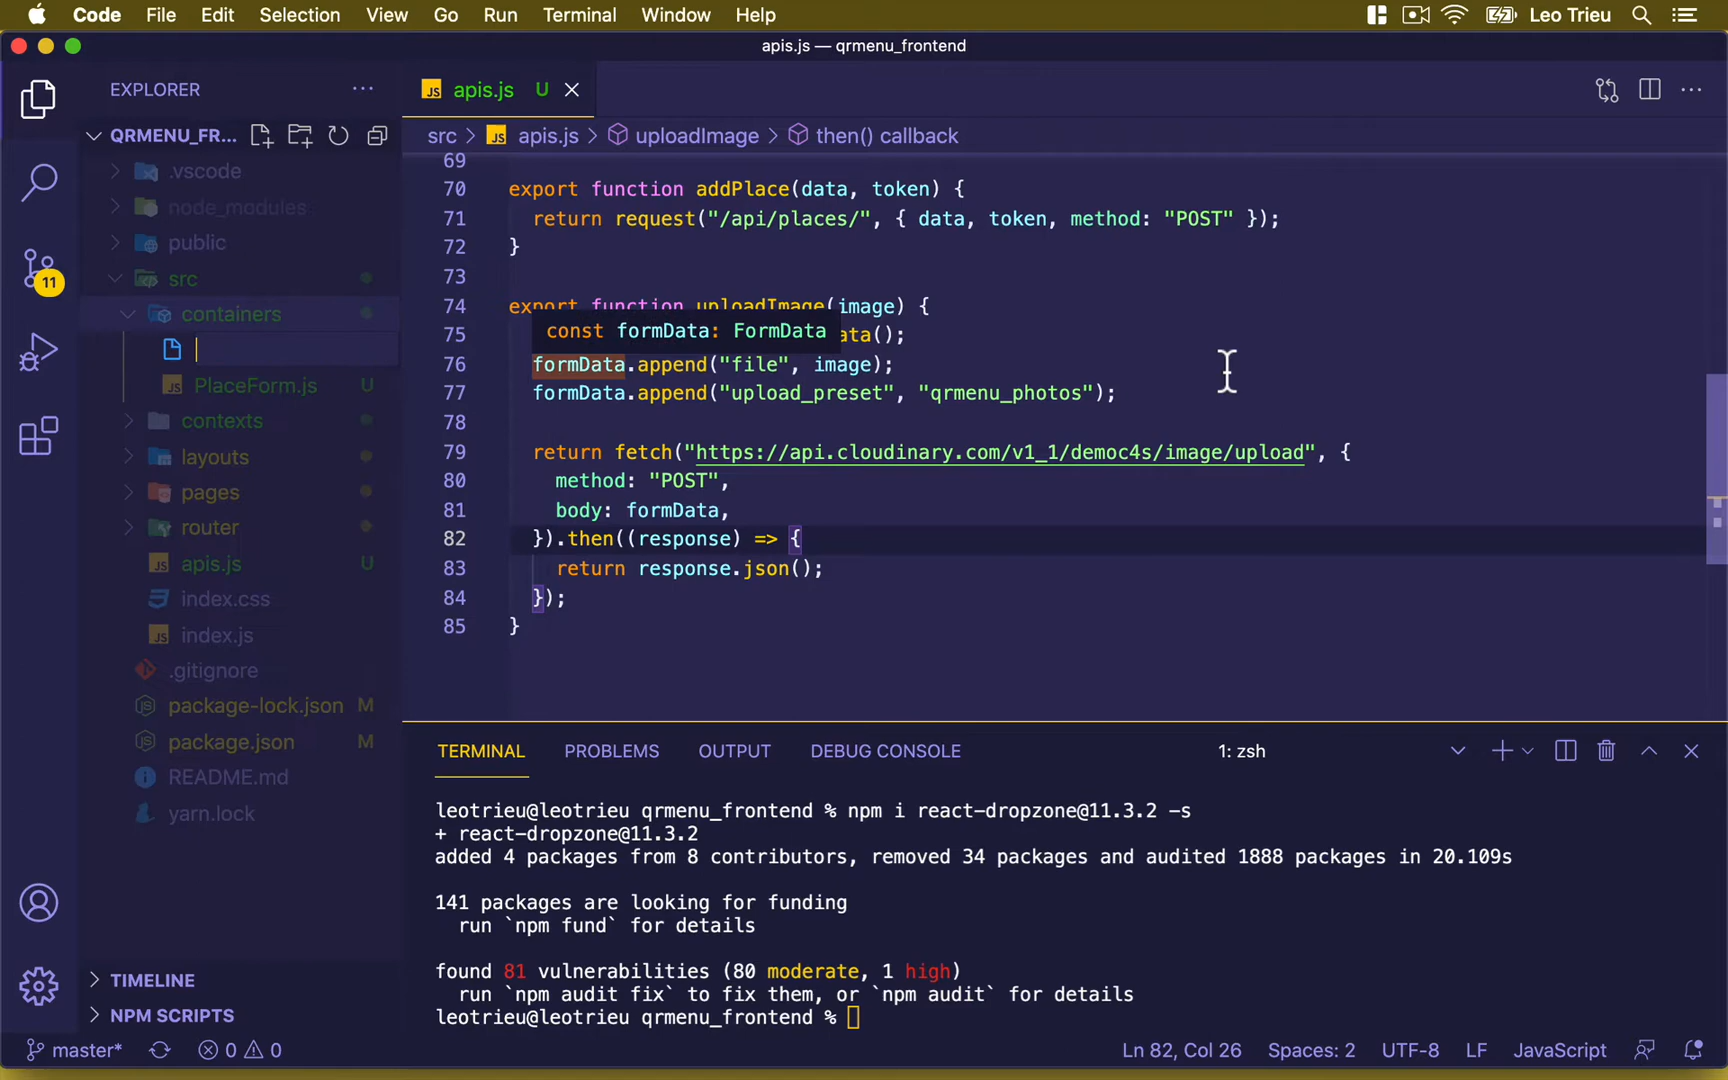 Code File Edit Selection View Go Run Terminal Window Help Leo Trieu
apis.js — qrmenu_frontend
EXPLORER
QRMENU_FR...
.vscode
node_modules
public
src
containers
PlaceForm.js U
contexts
layouts
pages
router
apis.js U
index.css
index.js
.gitignore
package-lock.json M
package.json M
README.md
yarn.lock
TIMELINE
NPM SCRIPTS
11
JS apis.js U
src > JS apis.js > uploadImage > then() callback
69
70 export function addPlace(data, token) {
71 return request("/api/places/", { data, token, method: "POST" });
72 }
73
74 export function uploadImage(image) {
const formData: FormData
75 ata();
76 formData.append("file", image);
77 formData.append("upload_preset", "qrmenu_photos");
78
79 return fetch("https://api.cloudinary.com/v1_1/democ4s/image/upload", {
80 method: "POST",
81 body: formData,
82 }).then((response) => {
83 return response.json();
84 });
85 }
TERMINAL PROBLEMS OUTPUT DEBUG CONSOLE 1: zsh
leotrieu@leotrieu qrmenu_frontend % npm i react-dropzone@11.3.2 -s
+ react-dropzone@11.3.2
added 4 packages from 8 contributors, removed 34 packages and audited 1888 packages in 20.109s
141 packages are looking for funding
run `npm fund` for details
found 81 vulnerabilities (80 moderate, 1 high)
run `npm audit fix` to fix them, or `npm audit` for details
leotrieu@leotrieu qrmenu_frontend %
master* 0 0 Ln 82, Col 26 Spaces: 2 UTF-8 LF JavaScript